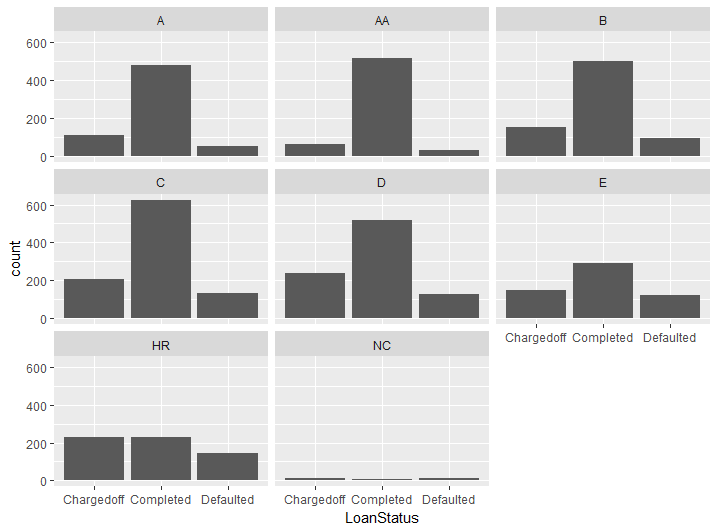 A AA B
600
400
200
0
C D E
600
400
200
0
count
Chargedoff Completed Defaulted
HR NC
600
400
200
0
Chargedoff Completed Defaulted Chargedoff Completed Defaulted
LoanStatus